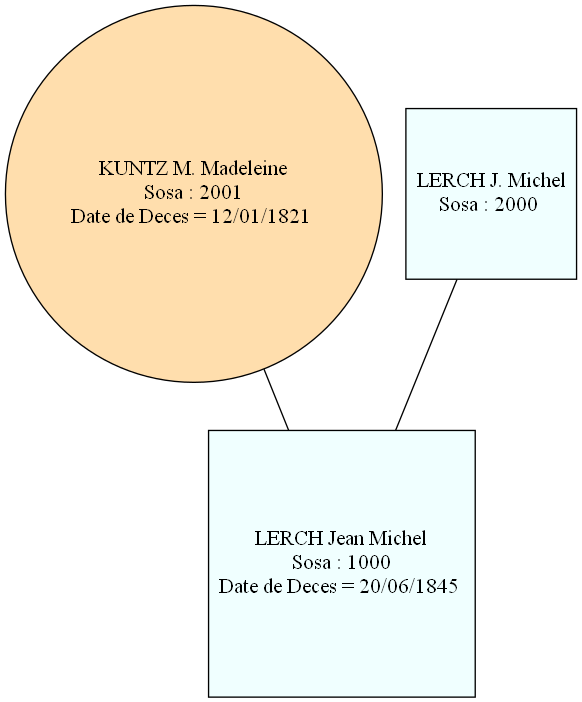 KUNTZ M. Madeleine
Sosa : 2001
Date de Deces = 12/01/1821
LERCH J. Michel
Sosa : 2000
LERCH Jean Michel
Sosa : 1000
Date de Deces = 20/06/1845